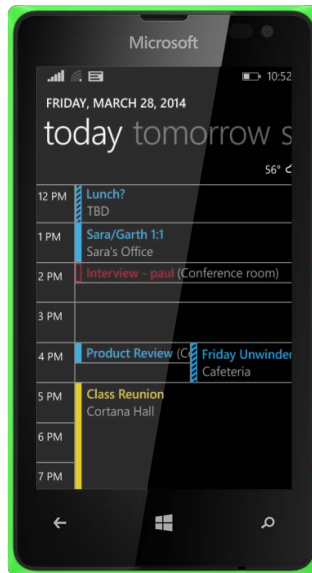 Microsoft
10:52
FRIDAY, MARCH 28, 2014
today tomorrow s
56°
12 PM
Lunch?
TBD
1 PM
Sara/Garth 1:1
Sara's Office
2 PM
Interview - paul (Conference room)
3 PM
4 PM
Product Review (Co
Friday Unwinder
Cafeteria
5 PM
Class Reunion
Cortana Hall
6 PM
7 PM